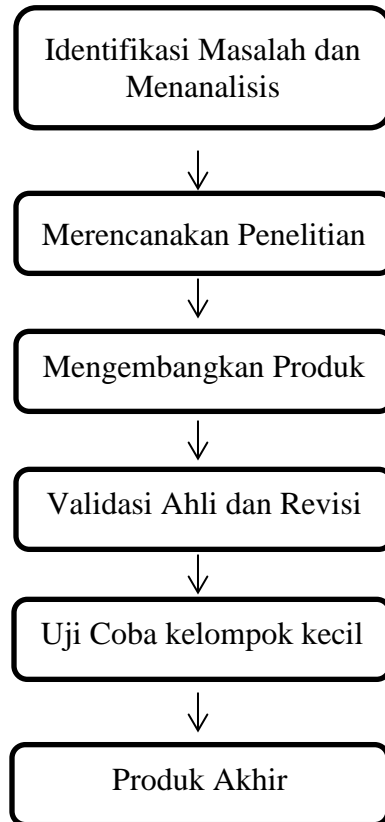 Identifikasi Masalah dan
Menanalisis
Merencanakan Penelitian
Mengembangkan Produk
Validasi Ahli dan Revisi
Uji Coba kelompok kecil
Produk Akhir